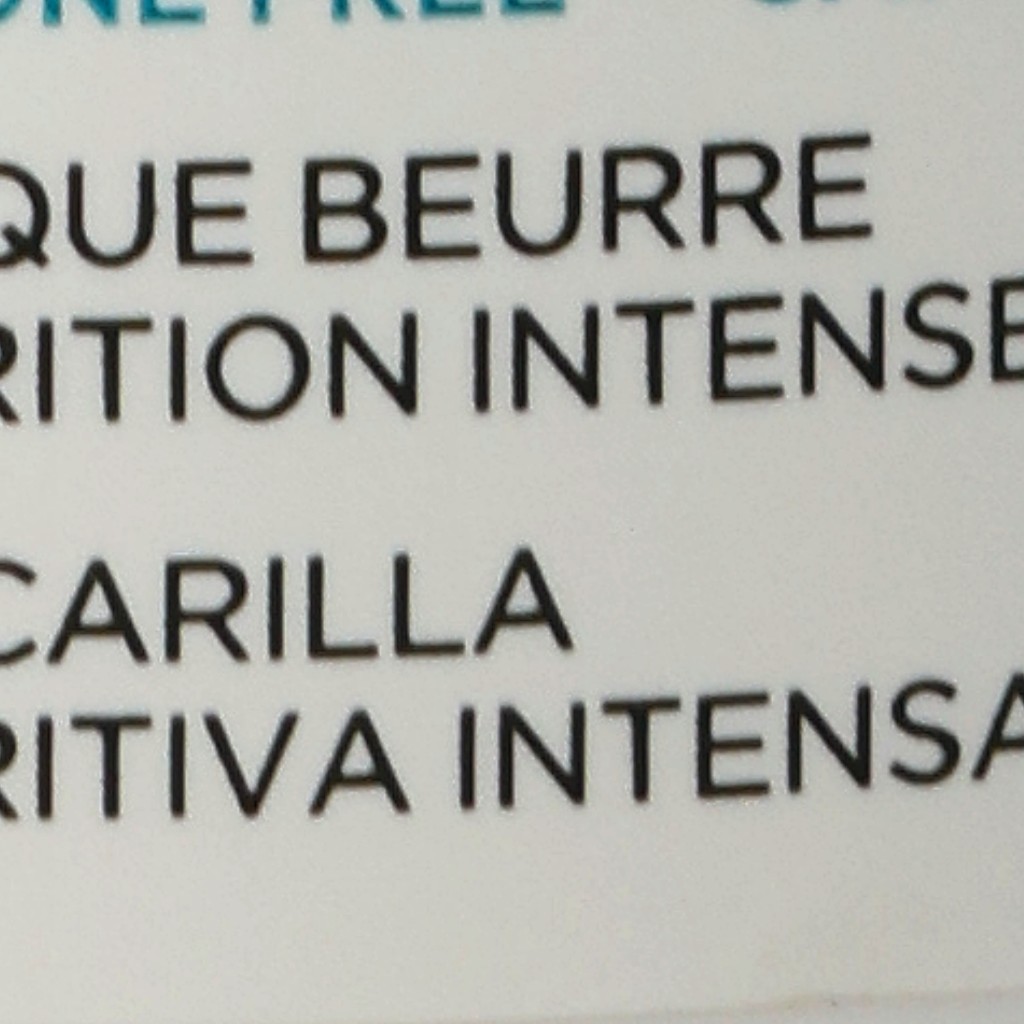 QUE BEURRE
RITION INTENSE
CARILLA
RITIVA INTENSA